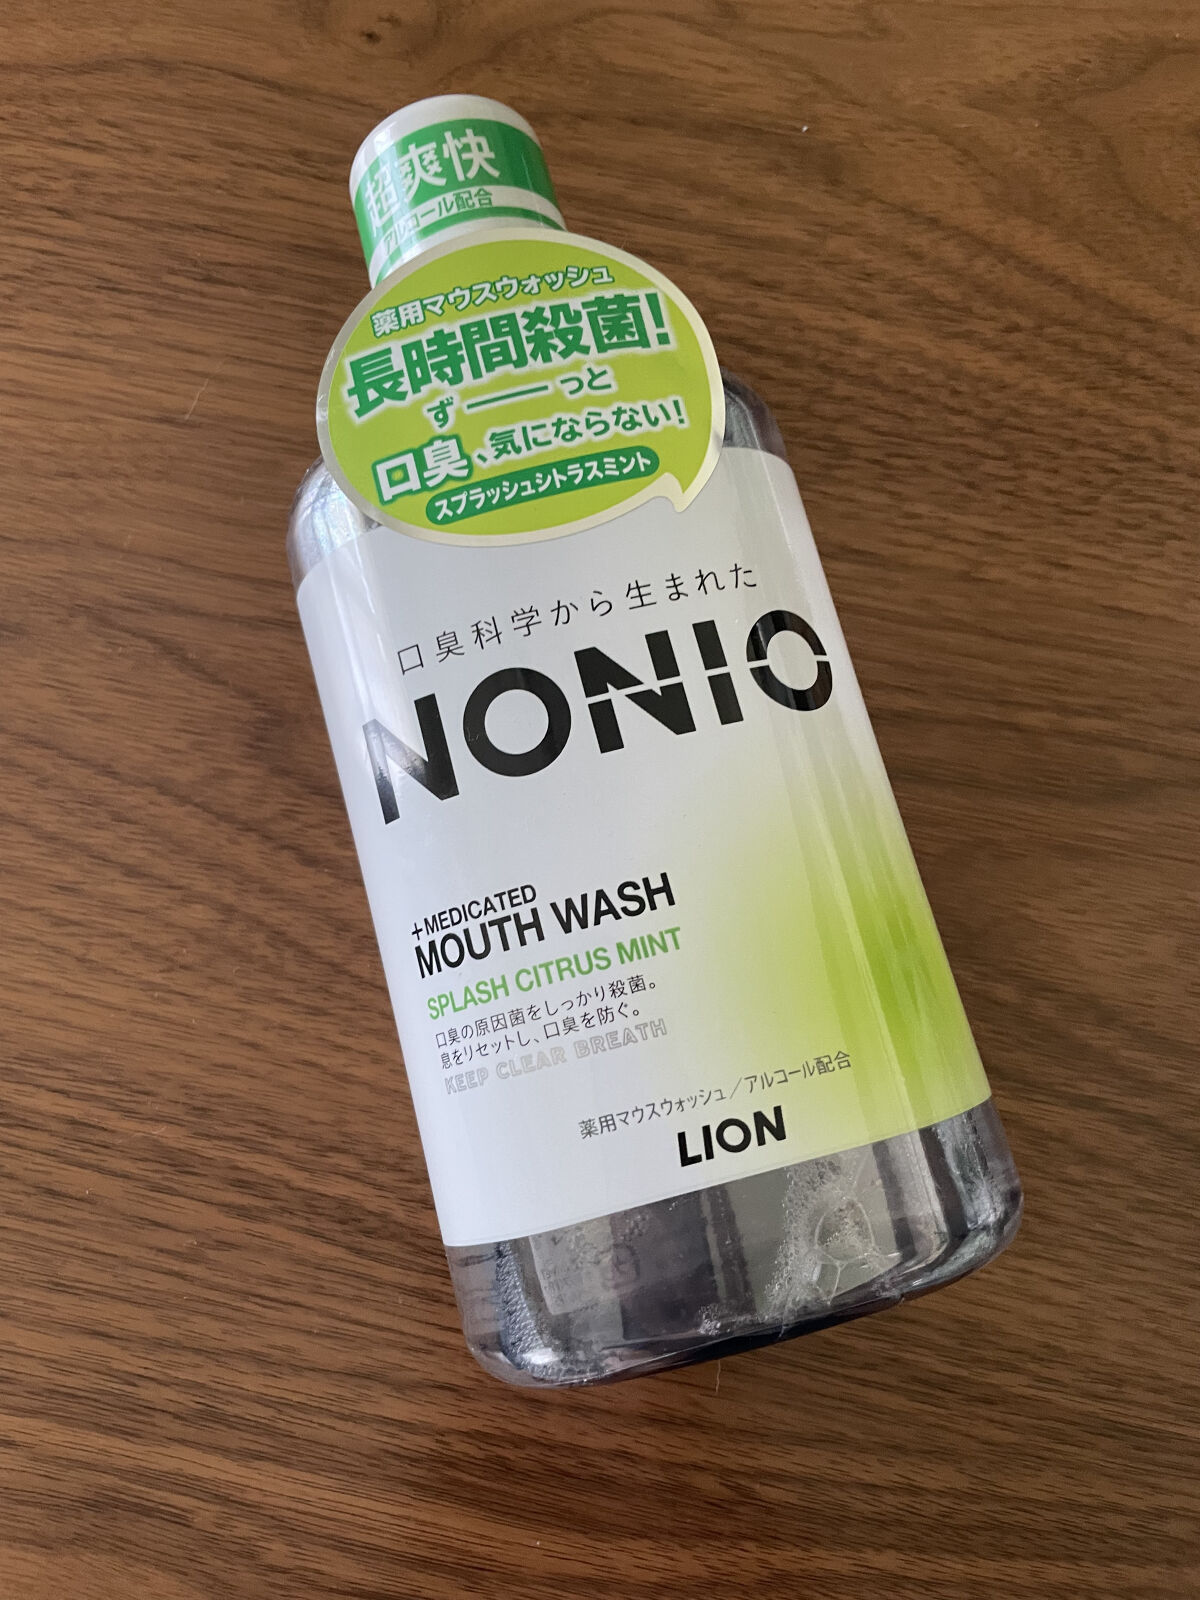 超爽快
アルコール配合
薬用マウスウォッシュ
長時間殺菌!
ず――っと
口臭、気にならない!
スプラッシュシトラスミント
口臭科学から生まれた
NONIO
+MEDICATED
MOUTH WASH
SPLASH CITRUS MINT
口臭の原因菌をしっかり殺菌。
息をリセットし、口臭を防ぐ。
KEEP CLEAR BREATH
薬用マウスウォッシュ/アルコール配合
LION